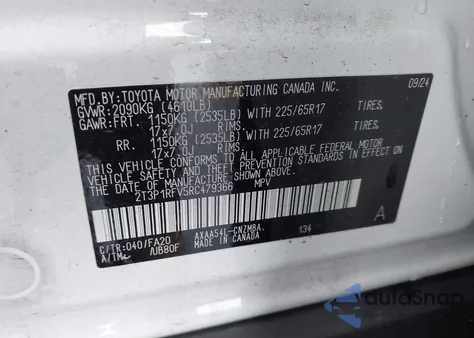 MFD.BY:TOYOTA MOTOR MANUFACTURING CANADA INC. 09/24
GVWR: 2090KG (4610LB)
GAWR:FRT. 1150KG (2535LB) WITH 225/65R17 TIRES.
17x7.0J RIMS.
RR. 1150KG (2535LB) WITH 225/65R17 TIRES.
17x7.0J RIMS.
THIS VEHICLE CONFORMS TO ALL APPLICABLE FEDERAL MOTOR
VEHICLE SAFETY AND THEFT PREVENTION STANDARDS IN EFFECT
ON THE DATE OF MANUFACTURE SHOWN ABOVE.
2T3P1RFV5RC479366 MPV
A
C/TR:040/FA20 AXAA54L-CNZMBA 134
A/TM: /UB80F MADE IN CANADA
AutoSnap